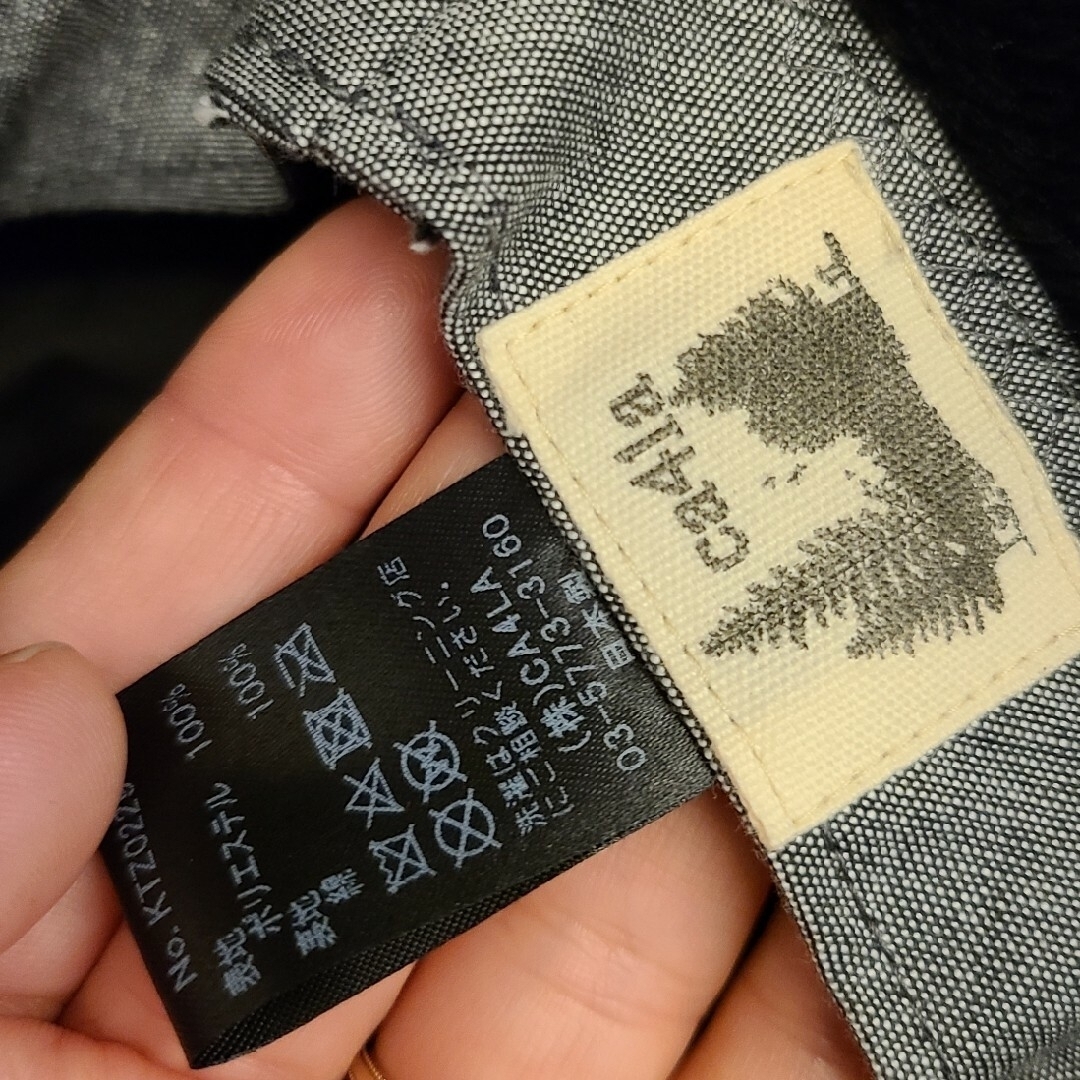 ca4la
No. KTZ022
表地
ポリエステル 100%
裏地
綿 100%
洗濯はクリーニング店
にご相談ください。
(株)CA4LA
03-5773-3160
日本製